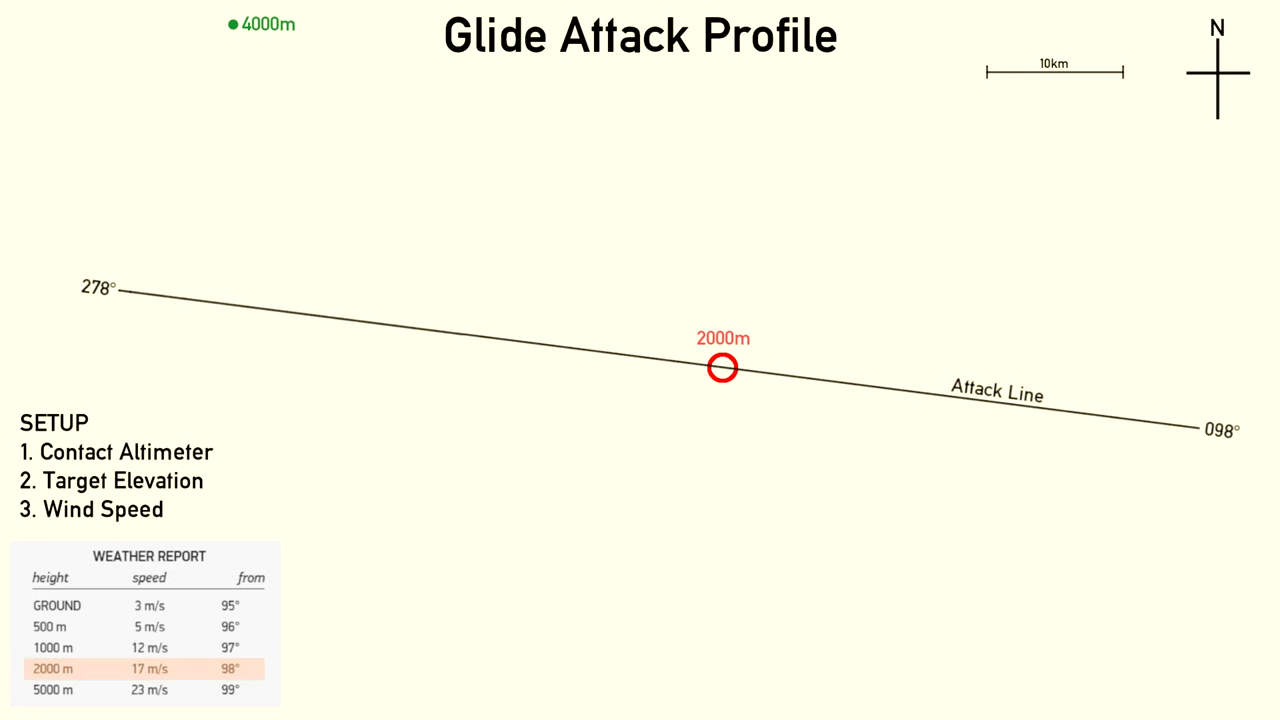 Glide Attack Profile
4000m
N
10km
278°
2000m
Attack Line
098°
SETUP
1. Contact Altimeter
2. Target Elevation
3. Wind Speed
WEATHER REPORT
height speed from
GROUND 3 m/s 95°
500 m 5 m/s 96°
1000 m 12 m/s 97°
2000 m 17 m/s 98°
5000 m 23 m/s 99°